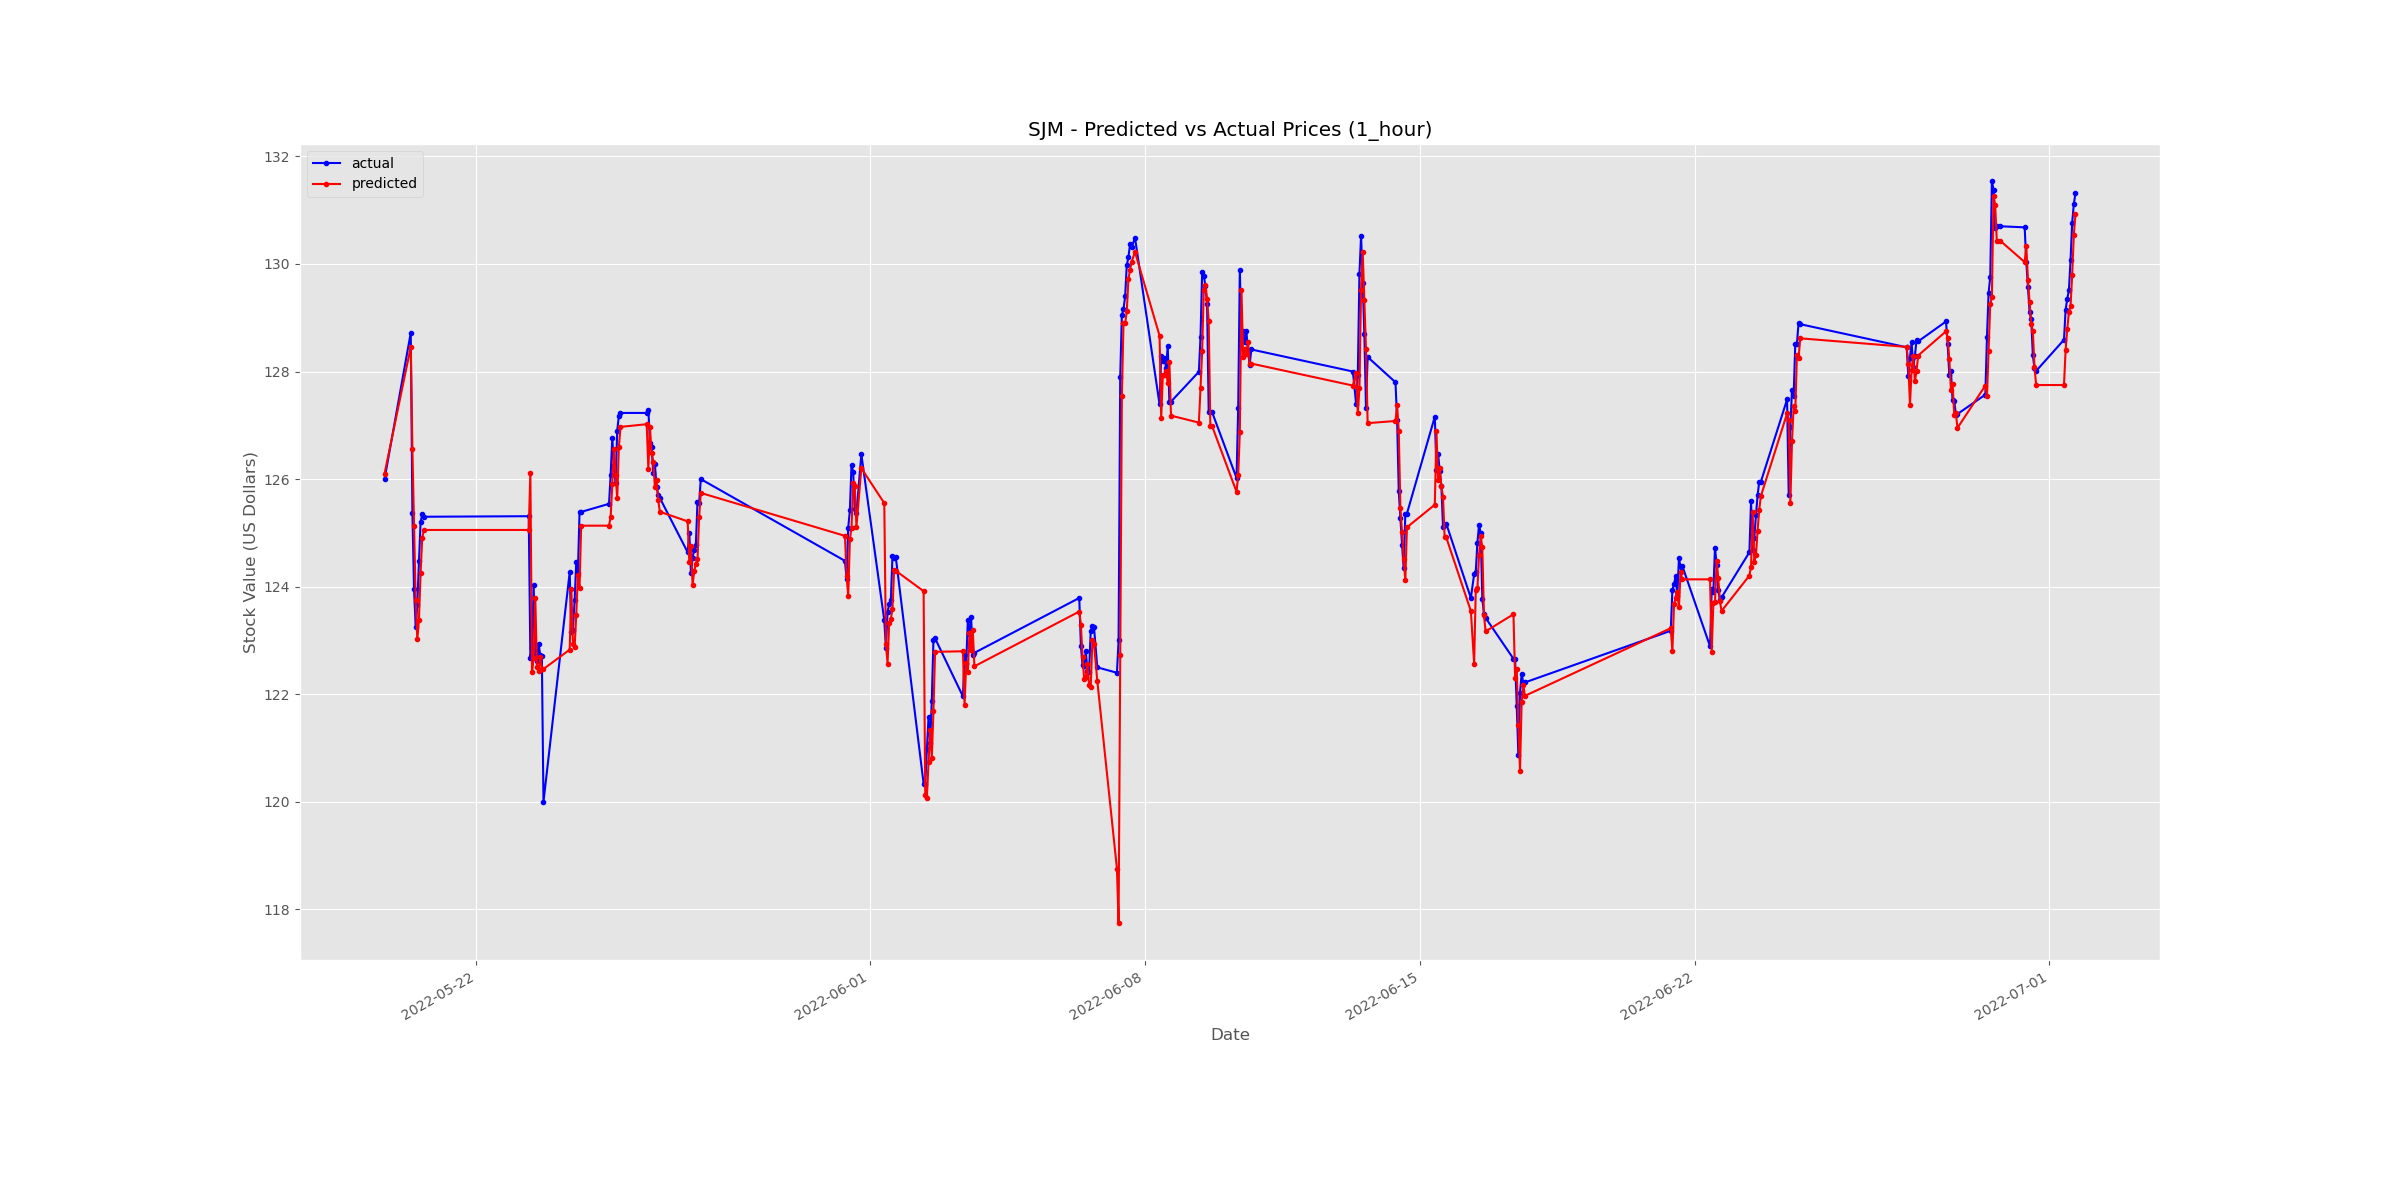 SJM - Predicted vs Actual Prices (1_hour)
actual
predicted
132
130
128
126
124
122
120
118
Stock Value (US Dollars)
2022-05-22
2022-06-01
2022-06-08
2022-06-15
2022-06-22
2022-07-01
Date